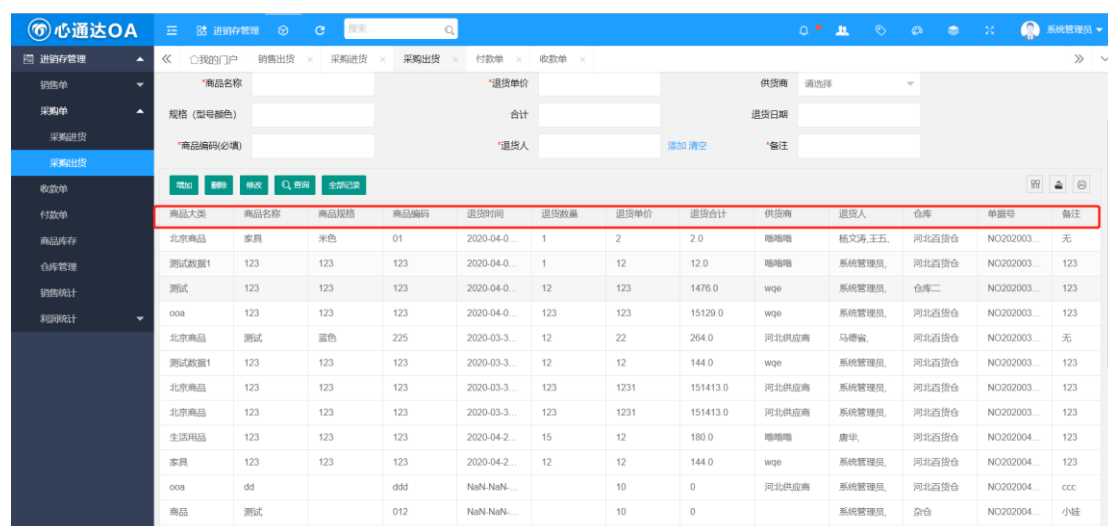 心通达OA 进销存管理 搜索... 系统管理员
进销存管理 我的门户 销售出货 × 采购进货 × 采购出货 × 付款单 × 收款单 ×
销售单
采购单
采购进货
采购出货
收款单
付款单
商品库存
仓库管理
销售统计
利润统计
*商品名称 *退货单价 供货商 请选择
规格（型号颜色） 合计 退货日期
*商品编码(必填) *退货人 添加 清空 *备注
增加 删除 修改 查询 全部记录
商品大类 商品名称 商品规格 商品编码 退货时间 退货数量 退货单价 退货合计 供货商 退货人 仓库 单据号 备注
北京商品 家具 米色 01 2020-04-0... 1 2 2.0 嗡嗡嗡 杨文涛,王五, 河北百货仓 NO202003... 无
测试数据1 123 123 123 2020-04-0... 1 12 12.0 嗡嗡嗡 系统管理员, 河北百货仓 NO202003... 123
测试 123 123 123 2020-04-0... 12 123 1476.0 wqe 系统管理员, 仓库二 NO202003... 123
ooa 123 123 123 2020-04-0... 123 123 15129.0 wqe 系统管理员, 河北百货仓 NO202003... 123
北京商品 测试 蓝色 225 2020-03-3... 12 22 264.0 河北供应商 马德省, 河北百货仓 NO202003... 无
测试数据1 123 123 123 2020-03-3... 12 12 144.0 wqe 系统管理员, 河北百货仓 NO202003... 123
北京商品 123 123 123 2020-03-3... 123 1231 151413.0 河北供应商 系统管理员, 河北百货仓 NO202003... 123
北京商品 123 123 123 2020-03-3... 123 1231 151413.0 河北供应商 系统管理员, 河北百货仓 NO202003... 123
生活用品 123 123 123 2020-04-2... 15 12 180.0 嗡嗡嗡 唐华, 河北百货仓 NO202004... 123
家具 123 123 123 2020-04-2... 12 12 144.0 wqe 系统管理员, 河北百货仓 NO202004... 123
ooa dd ddd NaN-NaN-... 10 0 河北供应商 系统管理员, 河北百货仓 NO202004... ccc
商品 测试 012 NaN-NaN-... 10 0 系统管理员, 杂仓 NO202004... 小娃